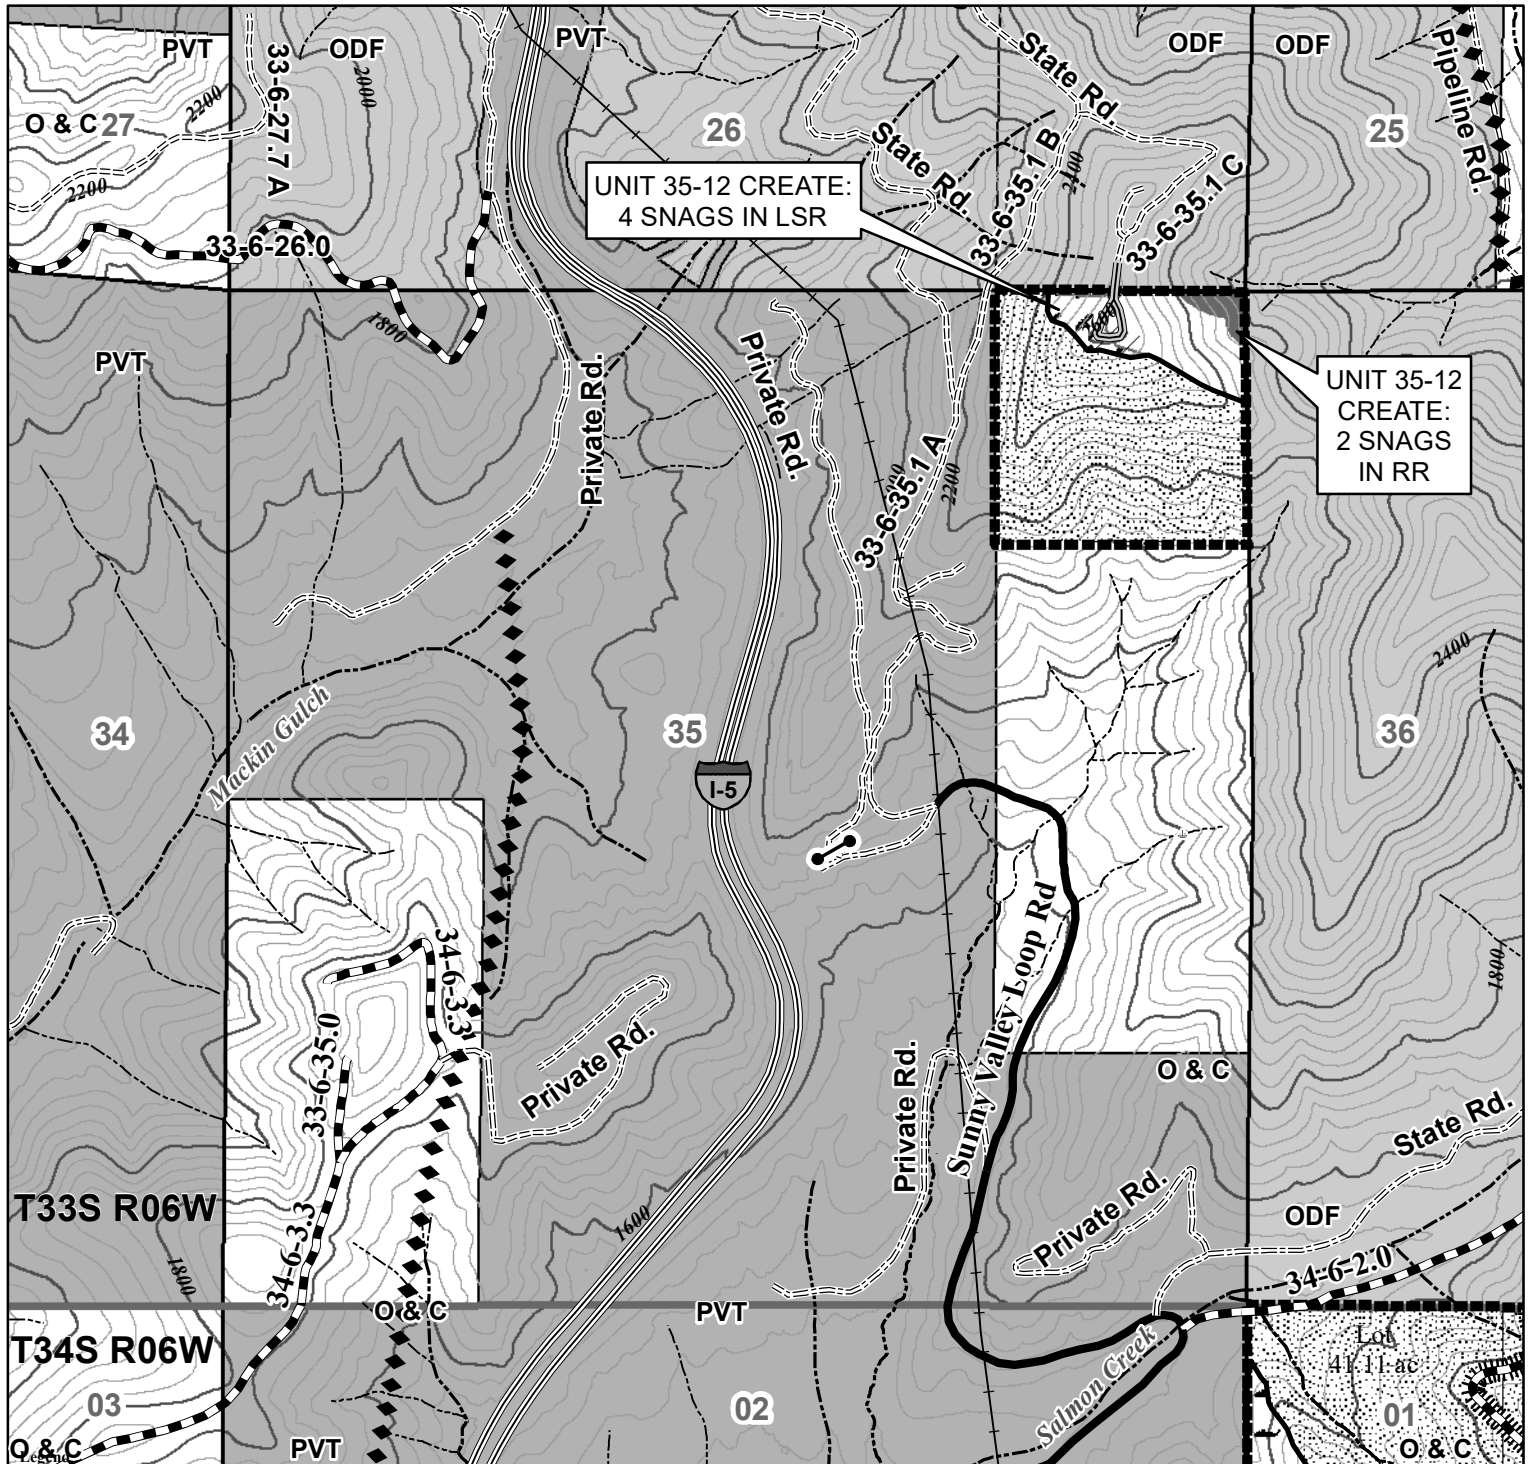 PVT
ODF
PVT
ODF
ODF
O & C 27
2200
2200
33-6-27.7 A
2000
26
25
State Rd.
State Rd.
Pipeline Rd.
UNIT 35-12 CREATE:
4 SNAGS IN LSR
33-6-35.1 B
2400
33-6-35.1 C
33-6-26.0
1800
PVT
Private Rd.
Private Rd.
33-6-35.1 A
2200
UNIT 35-12
CREATE:
2 SNAGS
IN RR
2400
34
Mackin Gulch
35
36
I-5
34-6-3.3
33-6-35.0
Private Rd.
Private Rd.
Sunny Valley Loop Rd
1800
O & C
State Rd.
T33S R06W
1800
34-6-3.3
1600
Private Rd.
ODF
34-6-2.0
O & C
PVT
T34S R06W
03
O & C
Legend
PVT
02
Salmon Creek
Lot
41.11 ac
01
O & C